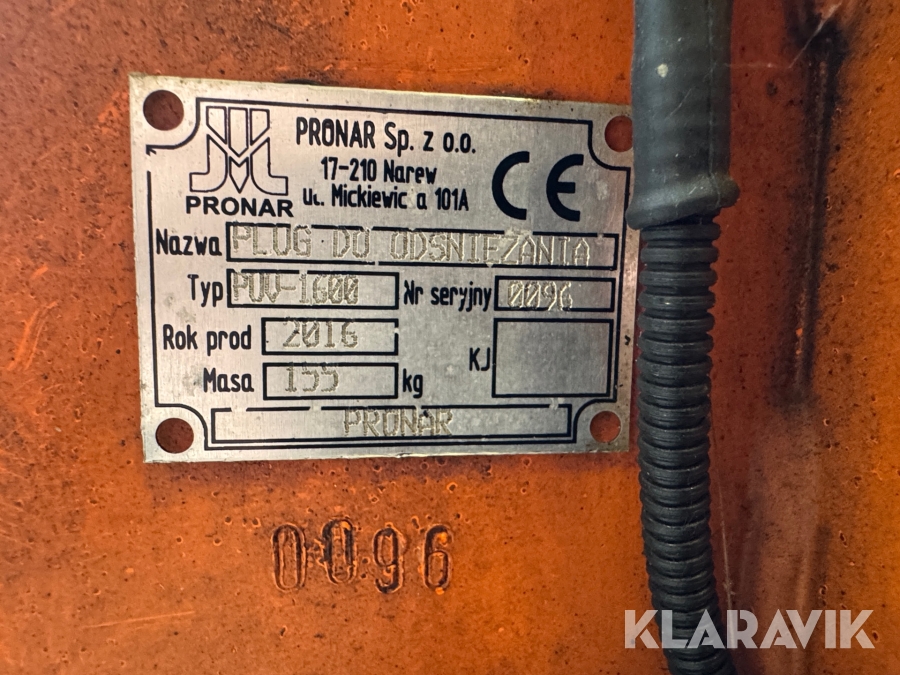 PRONAR Sp. z o.o.
17-210 Narew
ul. Mickiewic a 101A
CE
PRONAR
Nazwa PLUG DO ODSNIEZANIA
Typ PUV-1600 Nr seryjny 0096
Rok prod 2016
KJ
Masa 155 kg
PRONAR
0096
KLARAVIK